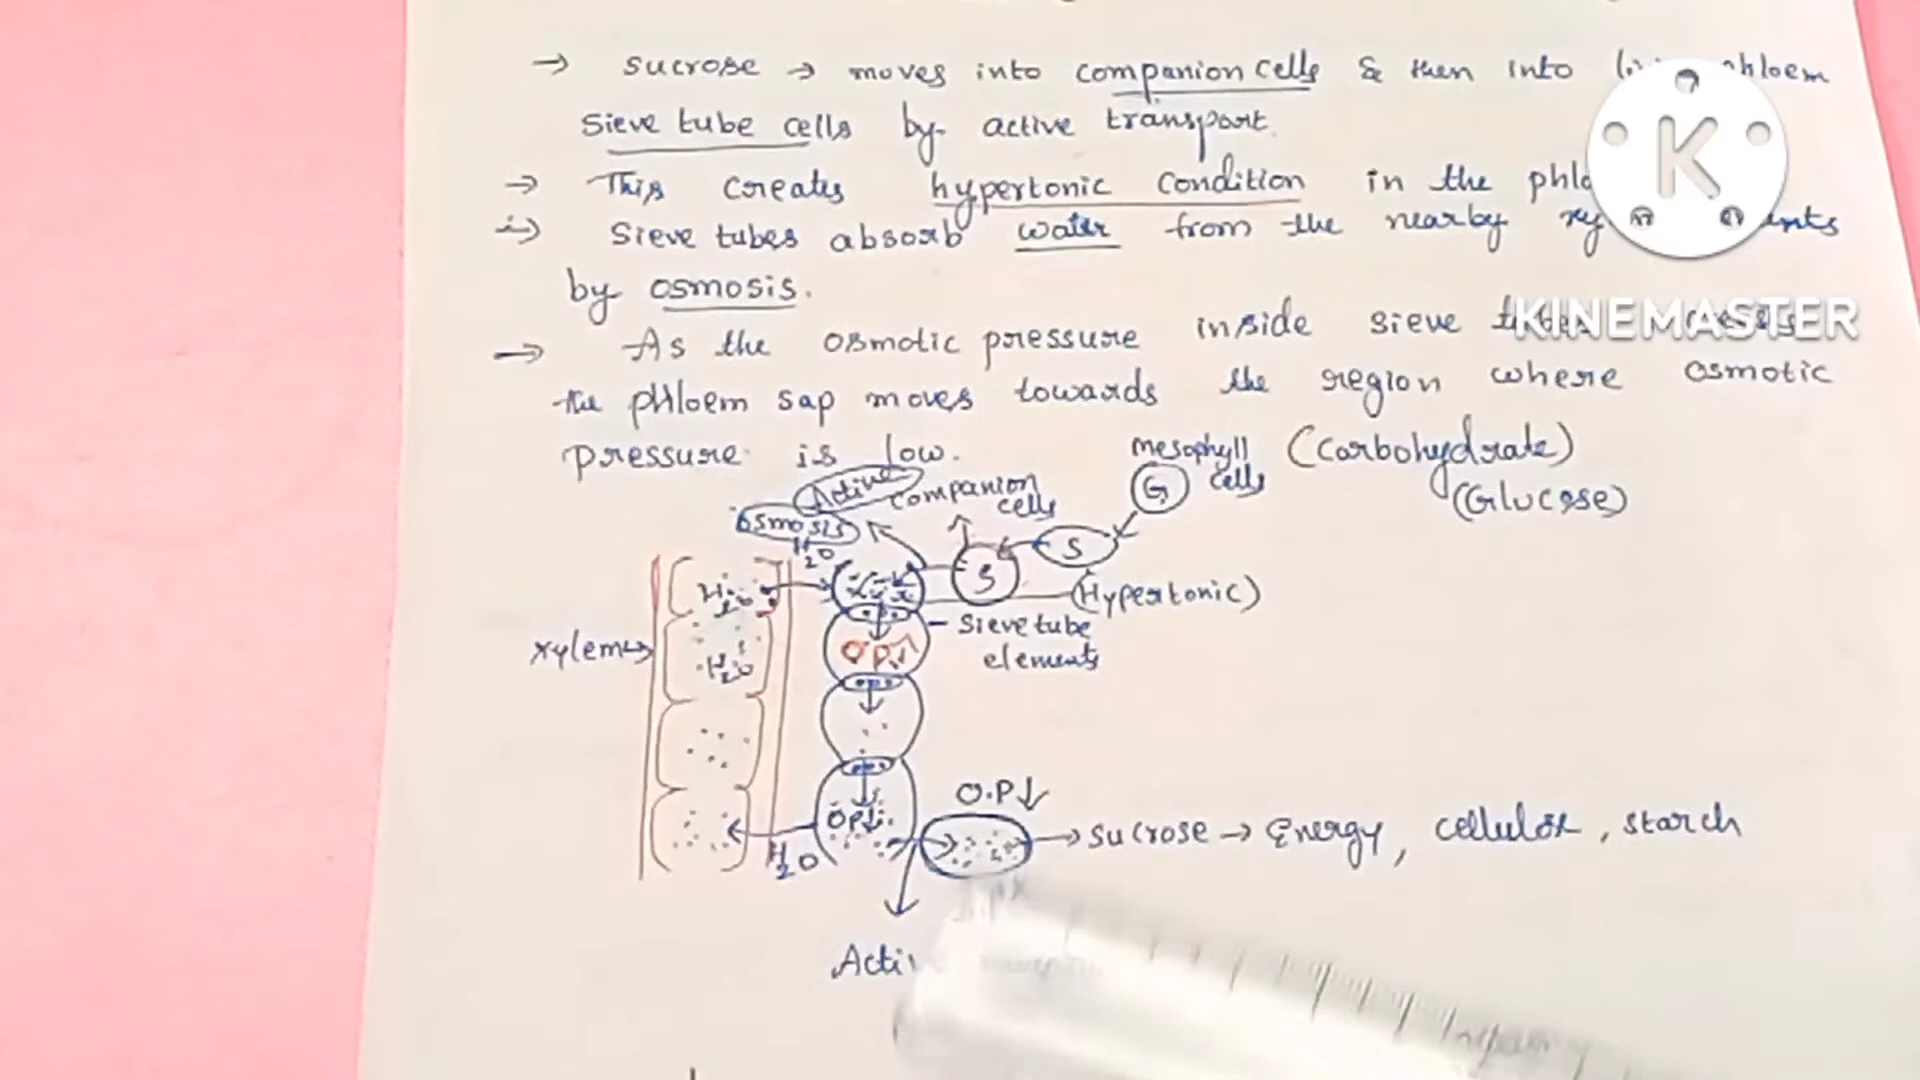 → Sucrose → moves into companion cells & then into phloem
sieve tube cells by active transport.
→ This creates hypertonic condition in the
→ Sieve tubes absorb water from the nearby
by osmosis.
→ As the osmotic pressure inside sieve
the phloem sap moves towards the region where osmotic
pressure is low.
mesophyll cells
(Carbohydrate)
(Glucose)
G
Active
companion cells
osmosis
H2O
S
S
(Hypertonic)
H2O
xylem
H2O
- Sieve tube
elements
O.P↑
O.P↓
O.P↓
H2O
→ Sucrose → Energy, cellulose, starch
K
KINEMASTER